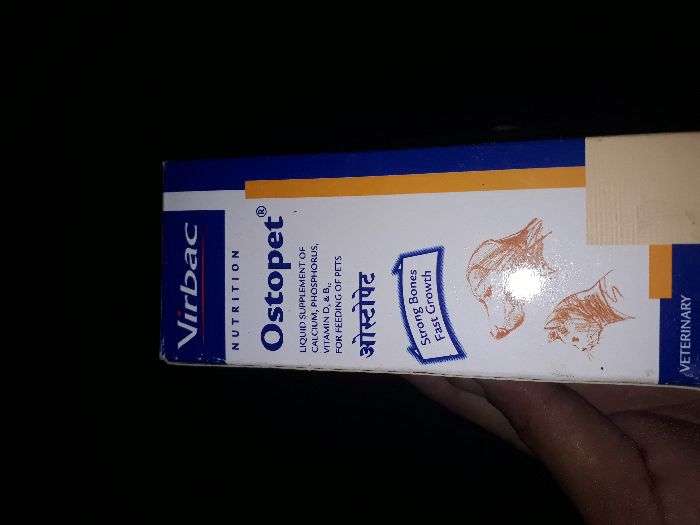 Virbac
NUTRITION
Ostopet®
LIQUID SUPPLEMENT OF
CALCIUM, PHOSPHORUS,
VITAMIN D₃ & B₁₂
FOR FEEDING OF PETS
ओस्टोपेट
Strong Bones
Fast Growth
VETERINARY